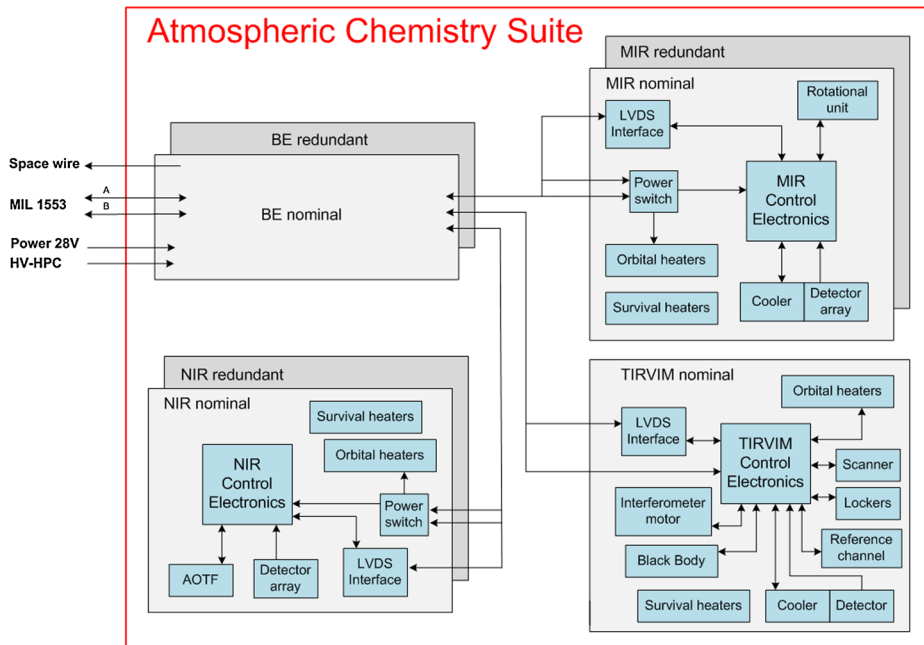 Atmospheric Chemistry Suite
MIR redundant
MIR nominal
LVDS
Interface
Rotational
unit
Power
switch
MIR
Control
Electronics
Orbital heaters
Survival heaters
Cooler
Detector
array
BE redundant
BE nominal
Space wire
A
MIL 1553
B
Power 28V
HV-HPC
NIR redundant
NIR nominal
Survival heaters
Orbital heaters
NIR
Control
Electronics
Power
switch
AOTF
Detector
array
LVDS
Interface
TIRVIM nominal
Orbital heaters
LVDS
Interface
TIRVIM
Control
Electronics
Scanner
Lockers
Interferometer
motor
Reference
channel
Black Body
Survival heaters
Cooler
Detector